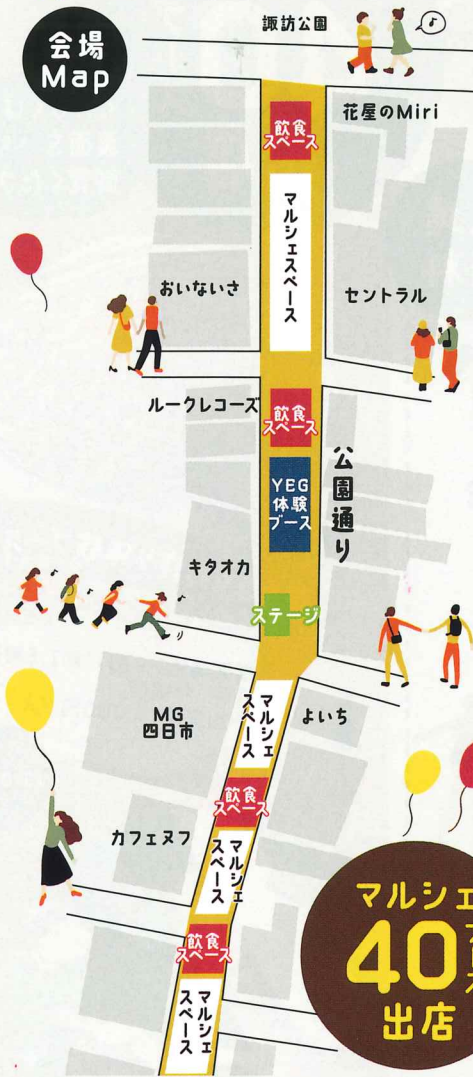 会場
Map
諏訪公園
花屋のMiri
飲食
スペース
マルシェスペース
おいないさ
セントラル
ルークレコーズ
飲食
スペース
公園通り
YEG
体験
ブース
キタオカ
ステージ
マルシェ
スペース
よいち
MG
四日市
飲食
スペース
カフェヌフ
マルシェ
スペース
飲食
スペース
マルシェ
スペース
マルシェ
40
出店